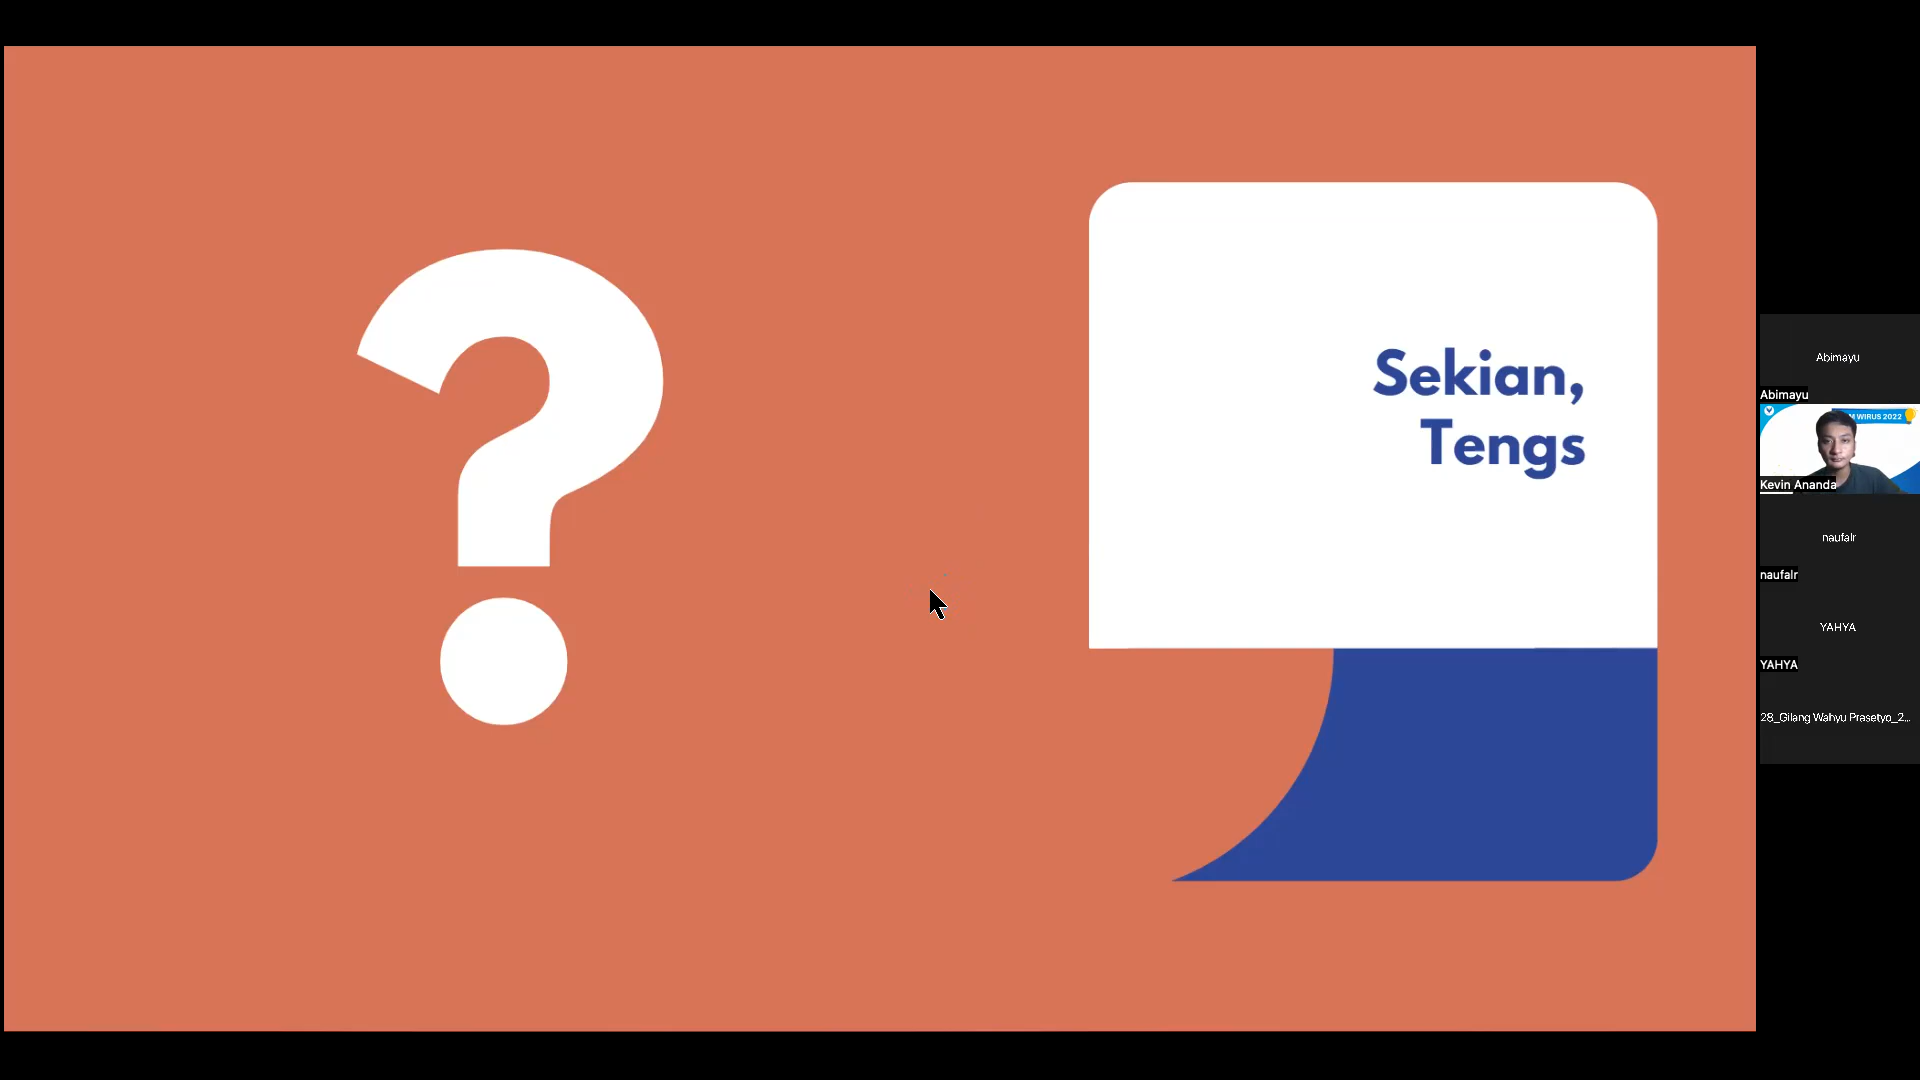 ?
Sekian,
Tengs
Abimayu
Abimayu
M WIRUS 2022
Kevin Ananda
naufalr
naufalr
YAHYA
YAHYA
28_Gilang Wahyu Prasetyo_2...